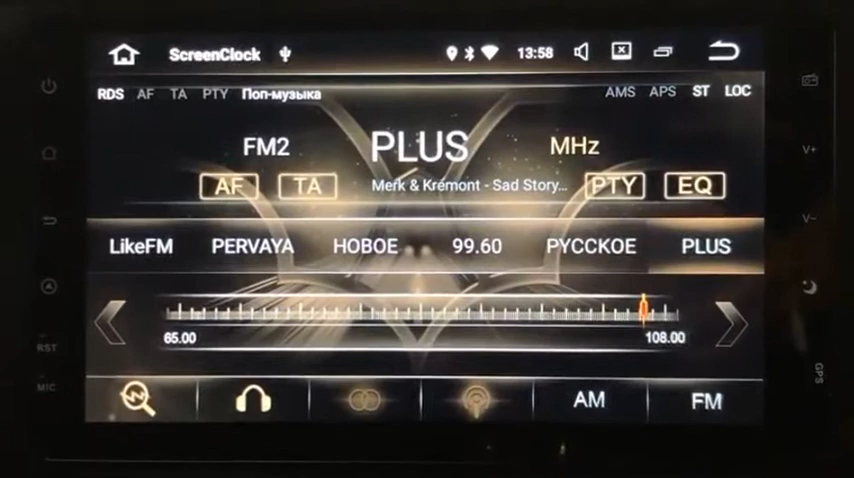 ScreenClock 13:58
RDS AF TA PTY Поп-музыка AMS APS ST LOC
FM2 PLUS MHz
AF TA Merk & Kremont - Sad Story... PTY EQ
LikeFM PERVAYA НОВОЕ 99.60 РУССКОЕ PLUS
65.00 108.00
AM FM
V+
V-
RST
MIC
GPS